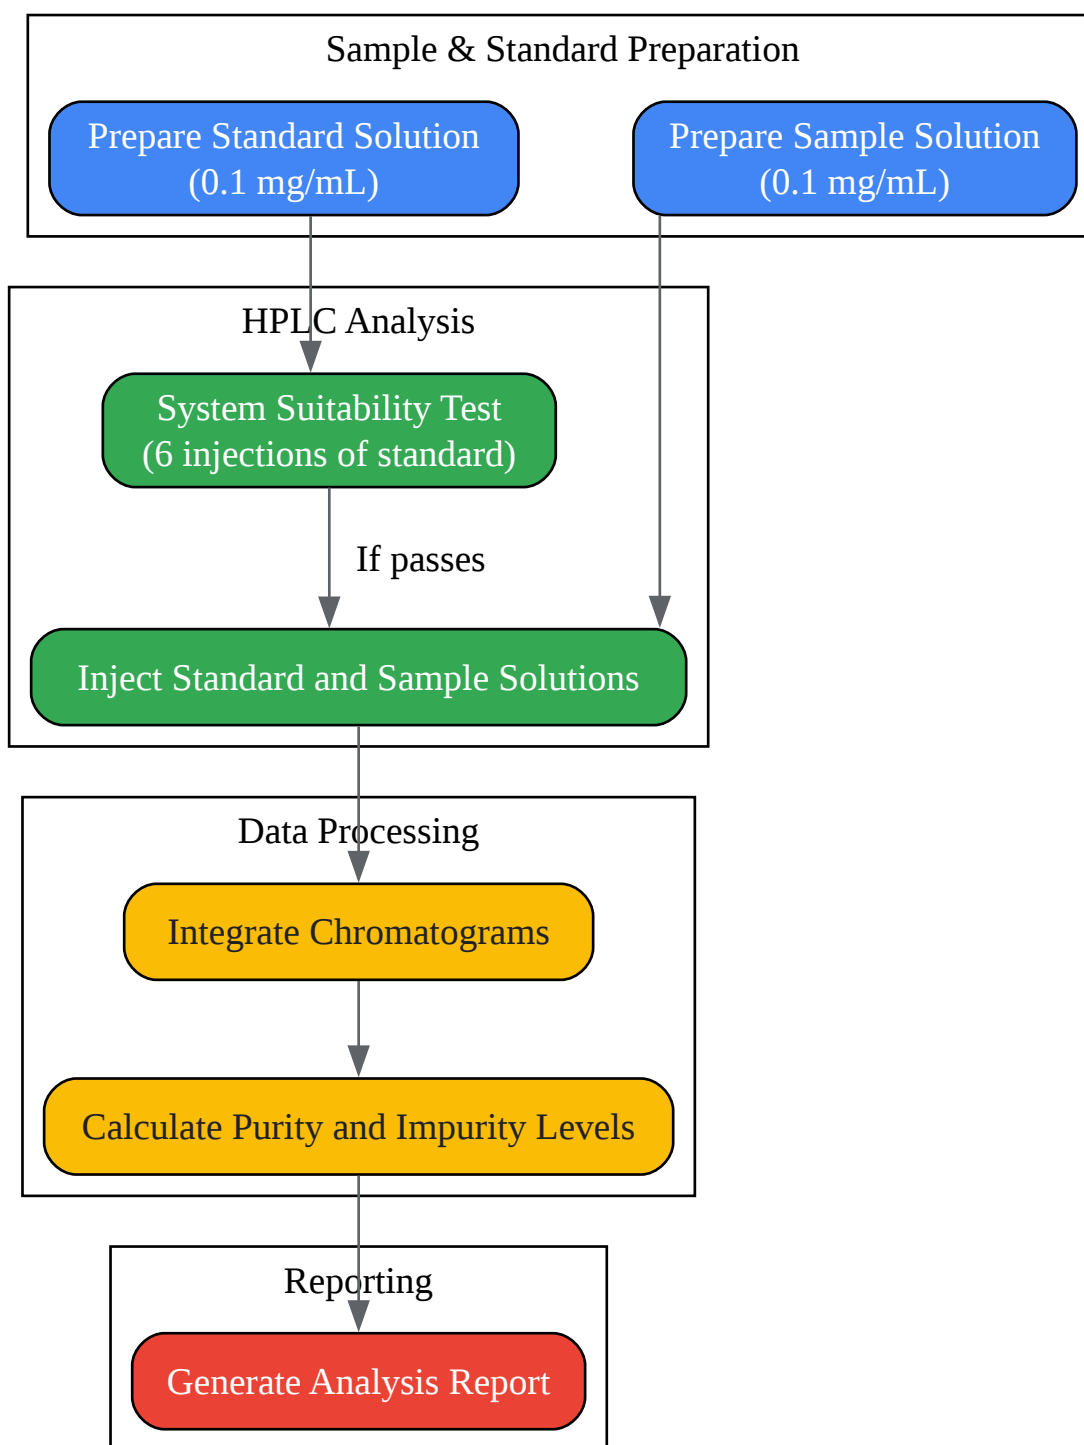 Sample & Standard Preparation
Prepare Standard Solution
(0.1 mg/mL)
Prepare Sample Solution
(0.1 mg/mL)
HPLC Analysis
System Suitability Test
(6 injections of standard)
If passes
Inject Standard and Sample Solutions
Data Processing
Integrate Chromatograms
Calculate Purity and Impurity Levels
Reporting
Generate Analysis Report